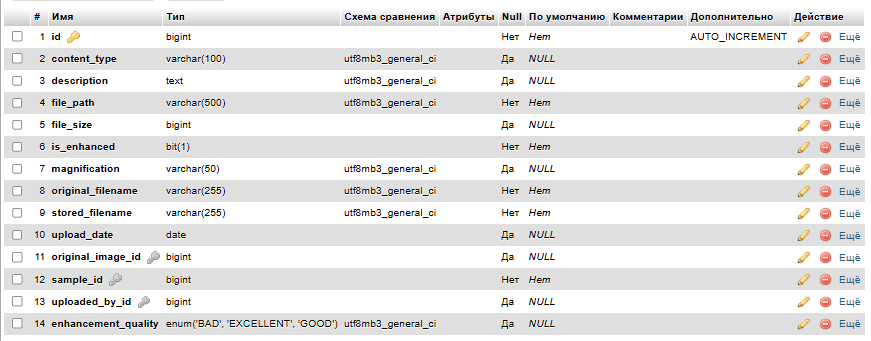 # Имя Тип Схема сравнения Атрибуты Null По умолчанию Комментарии Дополнительно Действие
1 id bigint Нет Нет AUTO_INCREMENT Ещё
2 content_type varchar(100) utf8mb3_general_ci Да NULL Ещё
3 description text utf8mb3_general_ci Да NULL Ещё
4 file_path varchar(500) utf8mb3_general_ci Нет Нет Ещё
5 file_size bigint Да NULL Ещё
6 is_enhanced bit(1) Нет Нет Ещё
7 magnification varchar(50) utf8mb3_general_ci Да NULL Ещё
8 original_filename varchar(255) utf8mb3_general_ci Нет Нет Ещё
9 stored_filename varchar(255) utf8mb3_general_ci Нет Нет Ещё
10 upload_date date Да NULL Ещё
11 original_image_id bigint Да NULL Ещё
12 sample_id bigint Нет Нет Ещё
13 uploaded_by_id bigint Да NULL Ещё
14 enhancement_quality enum('BAD', 'EXCELLENT', 'GOOD') utf8mb3_general_ci Да NULL Ещё